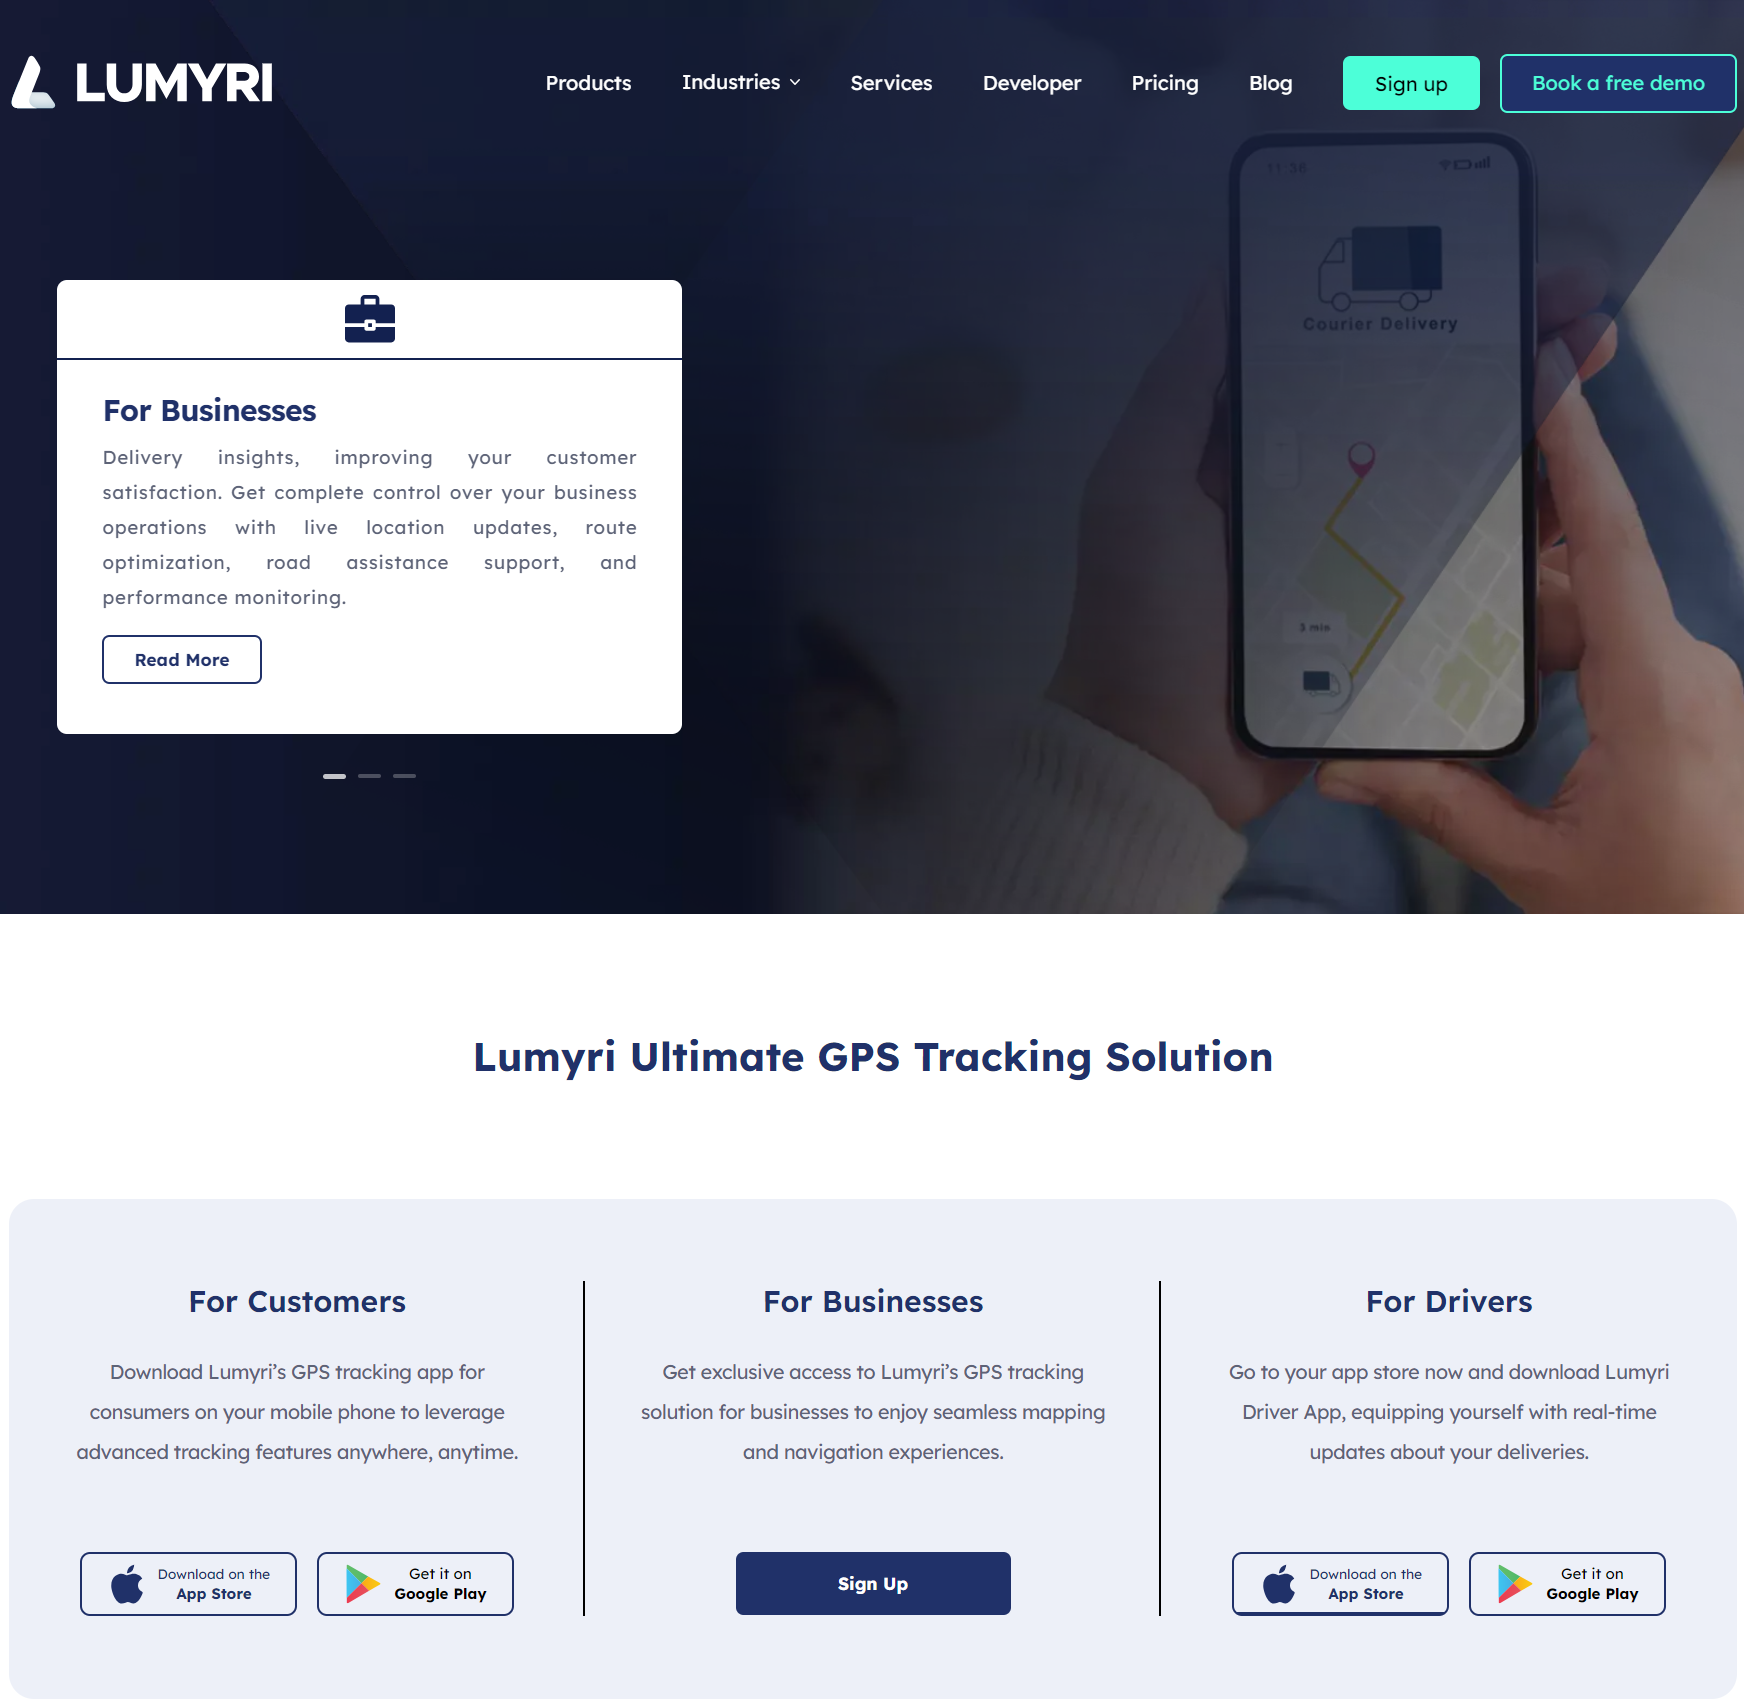 LUMYRI
Products
Industries
Services
Developer
Pricing
Blog
Sign up
Book a free demo
11:36
Courier Delivery
3 min
For Businesses
Delivery insights, improving your customer
satisfaction. Get complete control over your business
operations with live location updates, route
optimization, road assistance support, and
performance monitoring.
Read More
Lumyri Ultimate GPS Tracking Solution
For Customers
Download Lumyri’s GPS tracking app for
consumers on your mobile phone to leverage
advanced tracking features anywhere, anytime.
Download on the
App Store
Get it on
Google Play
For Businesses
Get exclusive access to Lumyri’s GPS tracking
solution for businesses to enjoy seamless mapping
and navigation experiences.
Sign Up
For Drivers
Go to your app store now and download Lumyri
Driver App, equipping yourself with real-time
updates about your deliveries.
Download on the
App Store
Get it on
Google Play